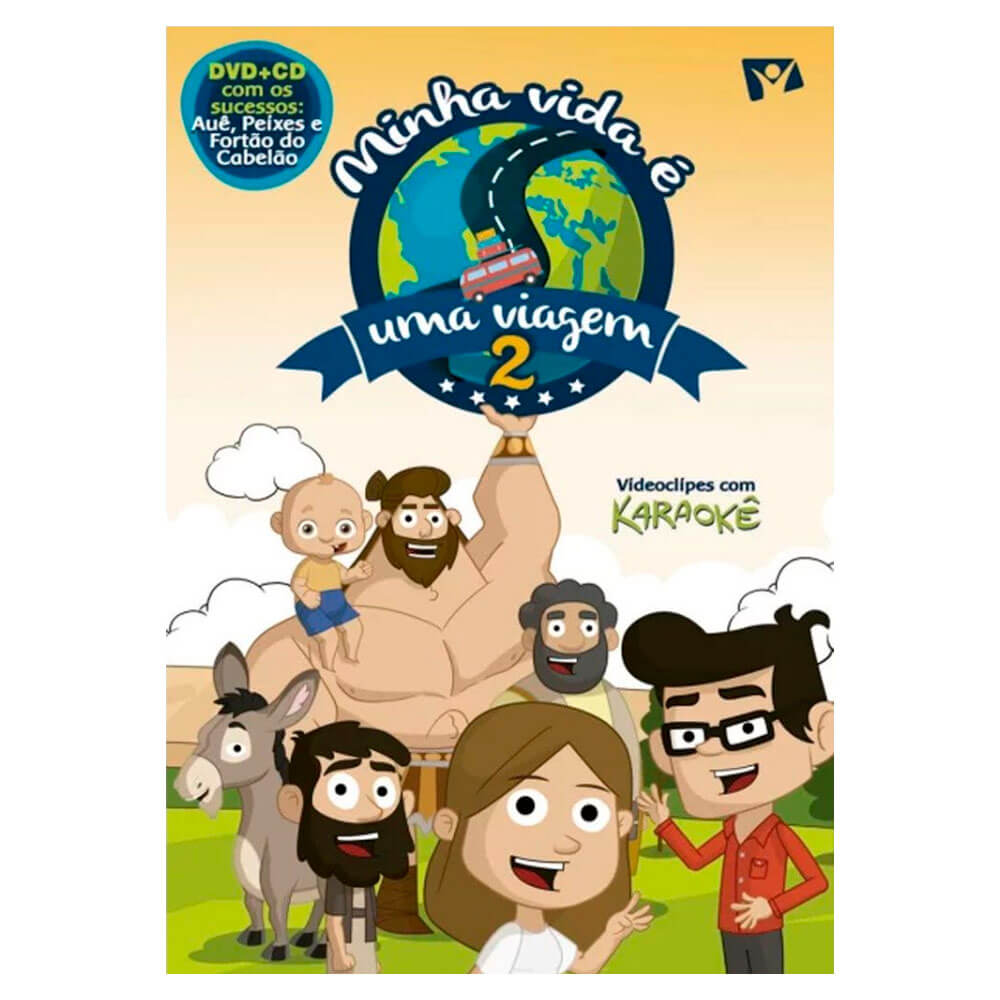 DVD+CD
com os
sucessos:
Auê, Peixes e
Fortão do
Cabelão
Minha vida é
uma viagem
2
Videoclipes com
KARAOKÊ